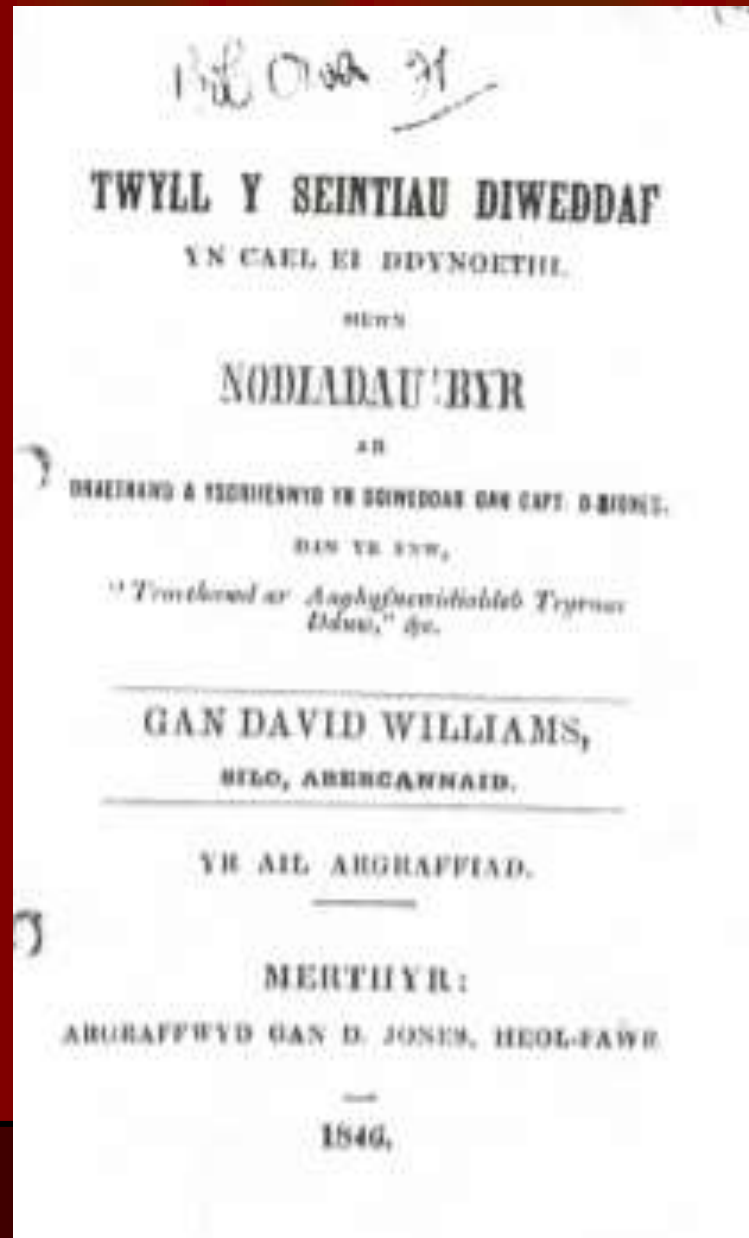 TWYLL Y SEINTIAU DIWEDDAF
YN CAEL EI DDYNOETHI,
MEWN
NODIADAU BYR
AR
DRAETHAWD A YSGRIFENWYD YN DDIWEDDAR GAN CAPT. D. JONES,
DAN YR ENW,
"Traethawd ar Anghyfnewidioldeb Teyrnas
Dduw," &c.
GAN DAVID WILLIAMS,
SILO, ABERCANNAID.
YR AIL ARGRAFFIAD.
MERTHYR:
ARGRAFFWYD GAN D. JONES, HEOL-FAWR
1846.